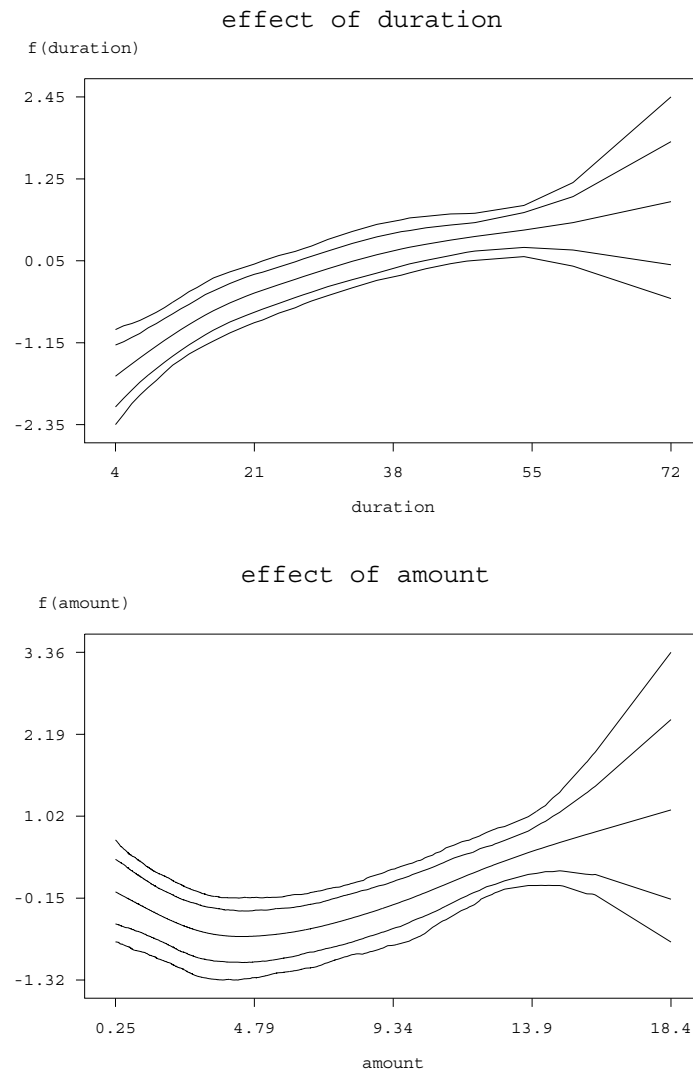 effect of duration
f(duration)
2.45
1.25
0.05
-1.15
-2.35
4 21 38 55 72
duration
effect of amount
f(amount)
3.36
2.19
1.02
-0.15
-1.32
0.25 4.79 9.34 13.9 18.4
amount